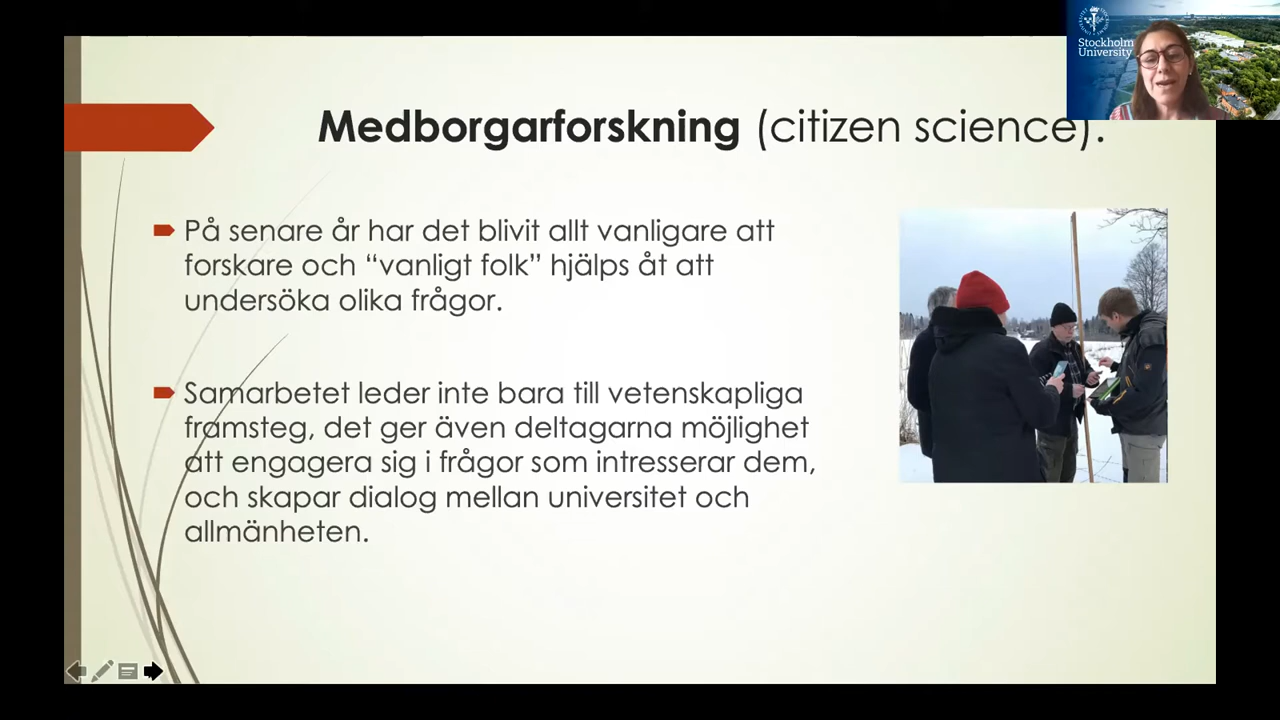 Stockholm
University
Medborgarforskning (citizen science).
På senare år har det blivit allt vanligare att
forskare och “vanligt folk” hjälps åt att
undersöka olika frågor.
Samarbetet leder inte bara till vetenskapliga
framsteg, det ger även deltagarna möjlighet
att engagera sig i frågor som intresserar dem,
och skapar dialog mellan universitet och
allmänheten.